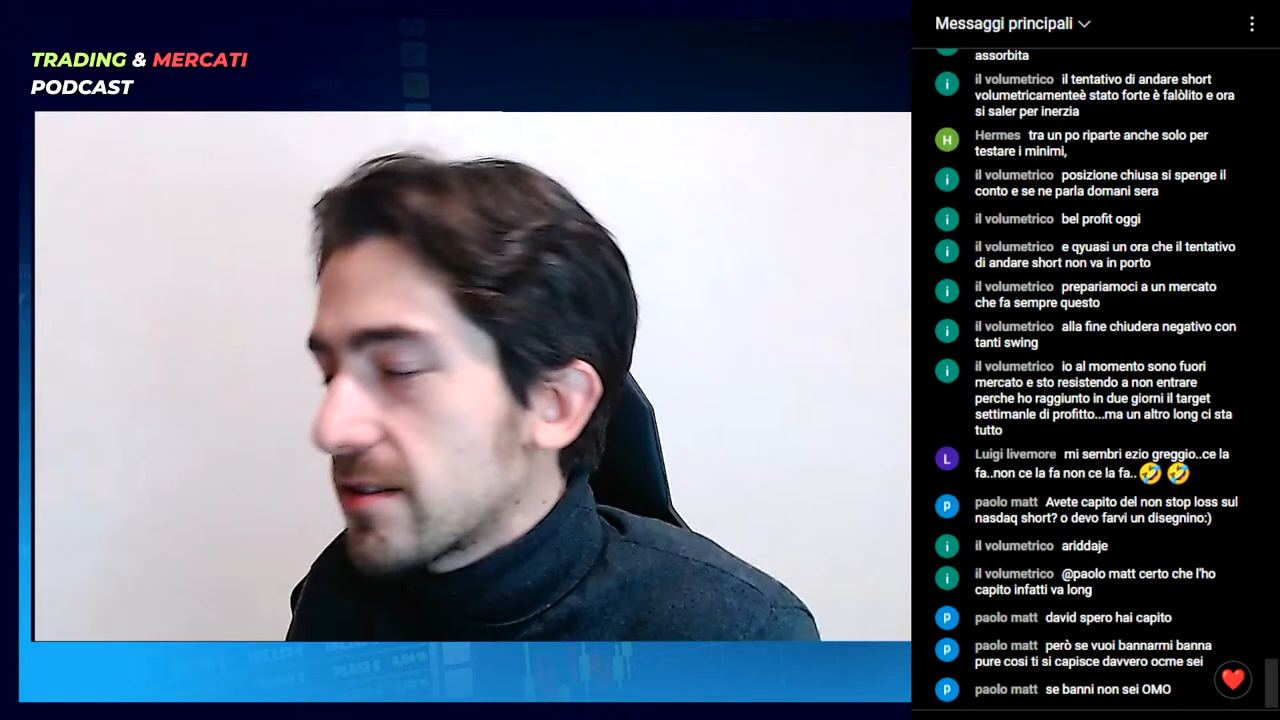 TRADING & MERCATI
PODCAST
Messaggi principali
assorbita
il volumetrico il tentativo di andare short
volumetricamenteè stato forte è falòlito e ora
si saler per inerzia
Hermes tra un po riparte anche solo per
testare i minimi,
il volumetrico posizione chiusa si spenge il
conto e se ne parla domani sera
il volumetrico bel profit oggi
il volumetrico e qyuasi un ora che il tentativo
di andare short non va in porto
il volumetrico prepariamoci a un mercato
che fa sempre questo
il volumetrico alla fine chiudera negativo con
tanti swing
il volumetrico io al momento sono fuori
mercato e sto resistendo a non entrare
perche ho raggiunto in due giorni il target
settimanle di profitto...ma un altro long ci sta
tutto
Luigi livemore mi sembri ezio greggio..ce la
fa..non ce la fa non ce la fa.. 🤣 🤣
paolo matt Avete capito del non stop loss sul
nasdaq short? o devo farvi un disegnino:)
il volumetrico ariddaje
il volumetrico @paolo matt certo che l'ho
capito infatti va long
paolo matt david spero hai capito
paolo matt però se vuoi bannarmi banna
pure cosi ti si capisce davvero ocme sei
paolo matt se banni non sei OMO